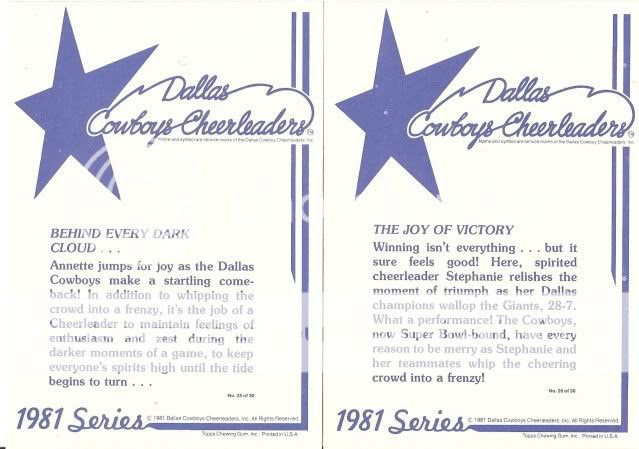 Dallas
Cowboys Cheerleaders
Name and symbol are service marks of the Dallas Cowboys Cheerleaders, Inc.
BEHIND EVERY DARK
CLOUD . . .
Annette jumps for joy as the Dallas
Cowboys make a startling come-
back! In addition to whipping the
crowd into a frenzy, it's the job of a
Cheerleader to maintain feelings of
enthusiasm and zest during the
darker moments of a game, to keep
everyone's spirits high until the tide
begins to turn . . .
No. 25 of 30
1981 Series
© 1981 Dallas Cowboys Cheerleaders, Inc. All Rights Reserved.
Topps Chewing Gum, Inc. Printed in U.S.A.
Dallas
Cowboys Cheerleaders
Name and symbol are service marks of the Dallas Cowboys Cheerleaders, Inc.
THE JOY OF VICTORY
Winning isn't everything . . . but it
sure feels good! Here, spirited
cheerleader Stephanie relishes the
moment of triumph as her Dallas
champions wallop the Giants, 28-7.
What a performance! The Cowboys,
now Super Bowl-bound, have every
reason to be merry as Stephanie and
her teammates whip the cheering
crowd into a frenzy!
No. 26 of 30
1981 Series
© 1981 Dallas Cowboys Cheerleaders, Inc. All Rights Reserved.
Topps Chewing Gum, Inc. Printed in U.S.A.